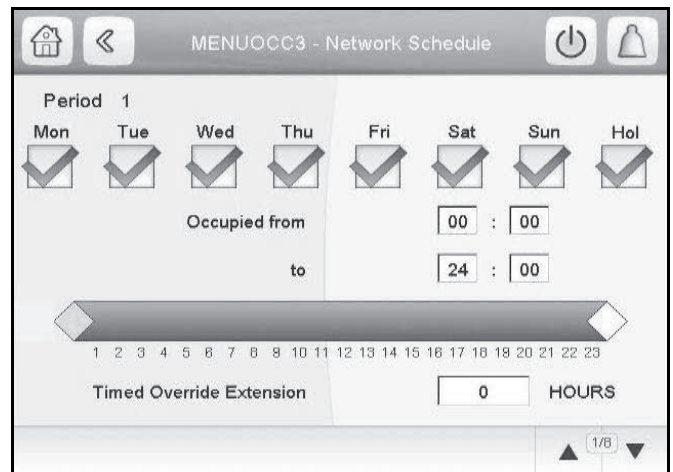 MENUOCC3 - Network Schedule
Period 1
Mon Tue Wed Thu Fri Sat Sun Hol
Occupied from 00 : 00
to 24 : 00
1 2 3 4 5 6 7 8 9 10 11 12 13 14 15 16 17 18 19 20 21 22 23
Timed Override Extension 0 HOURS
1/8